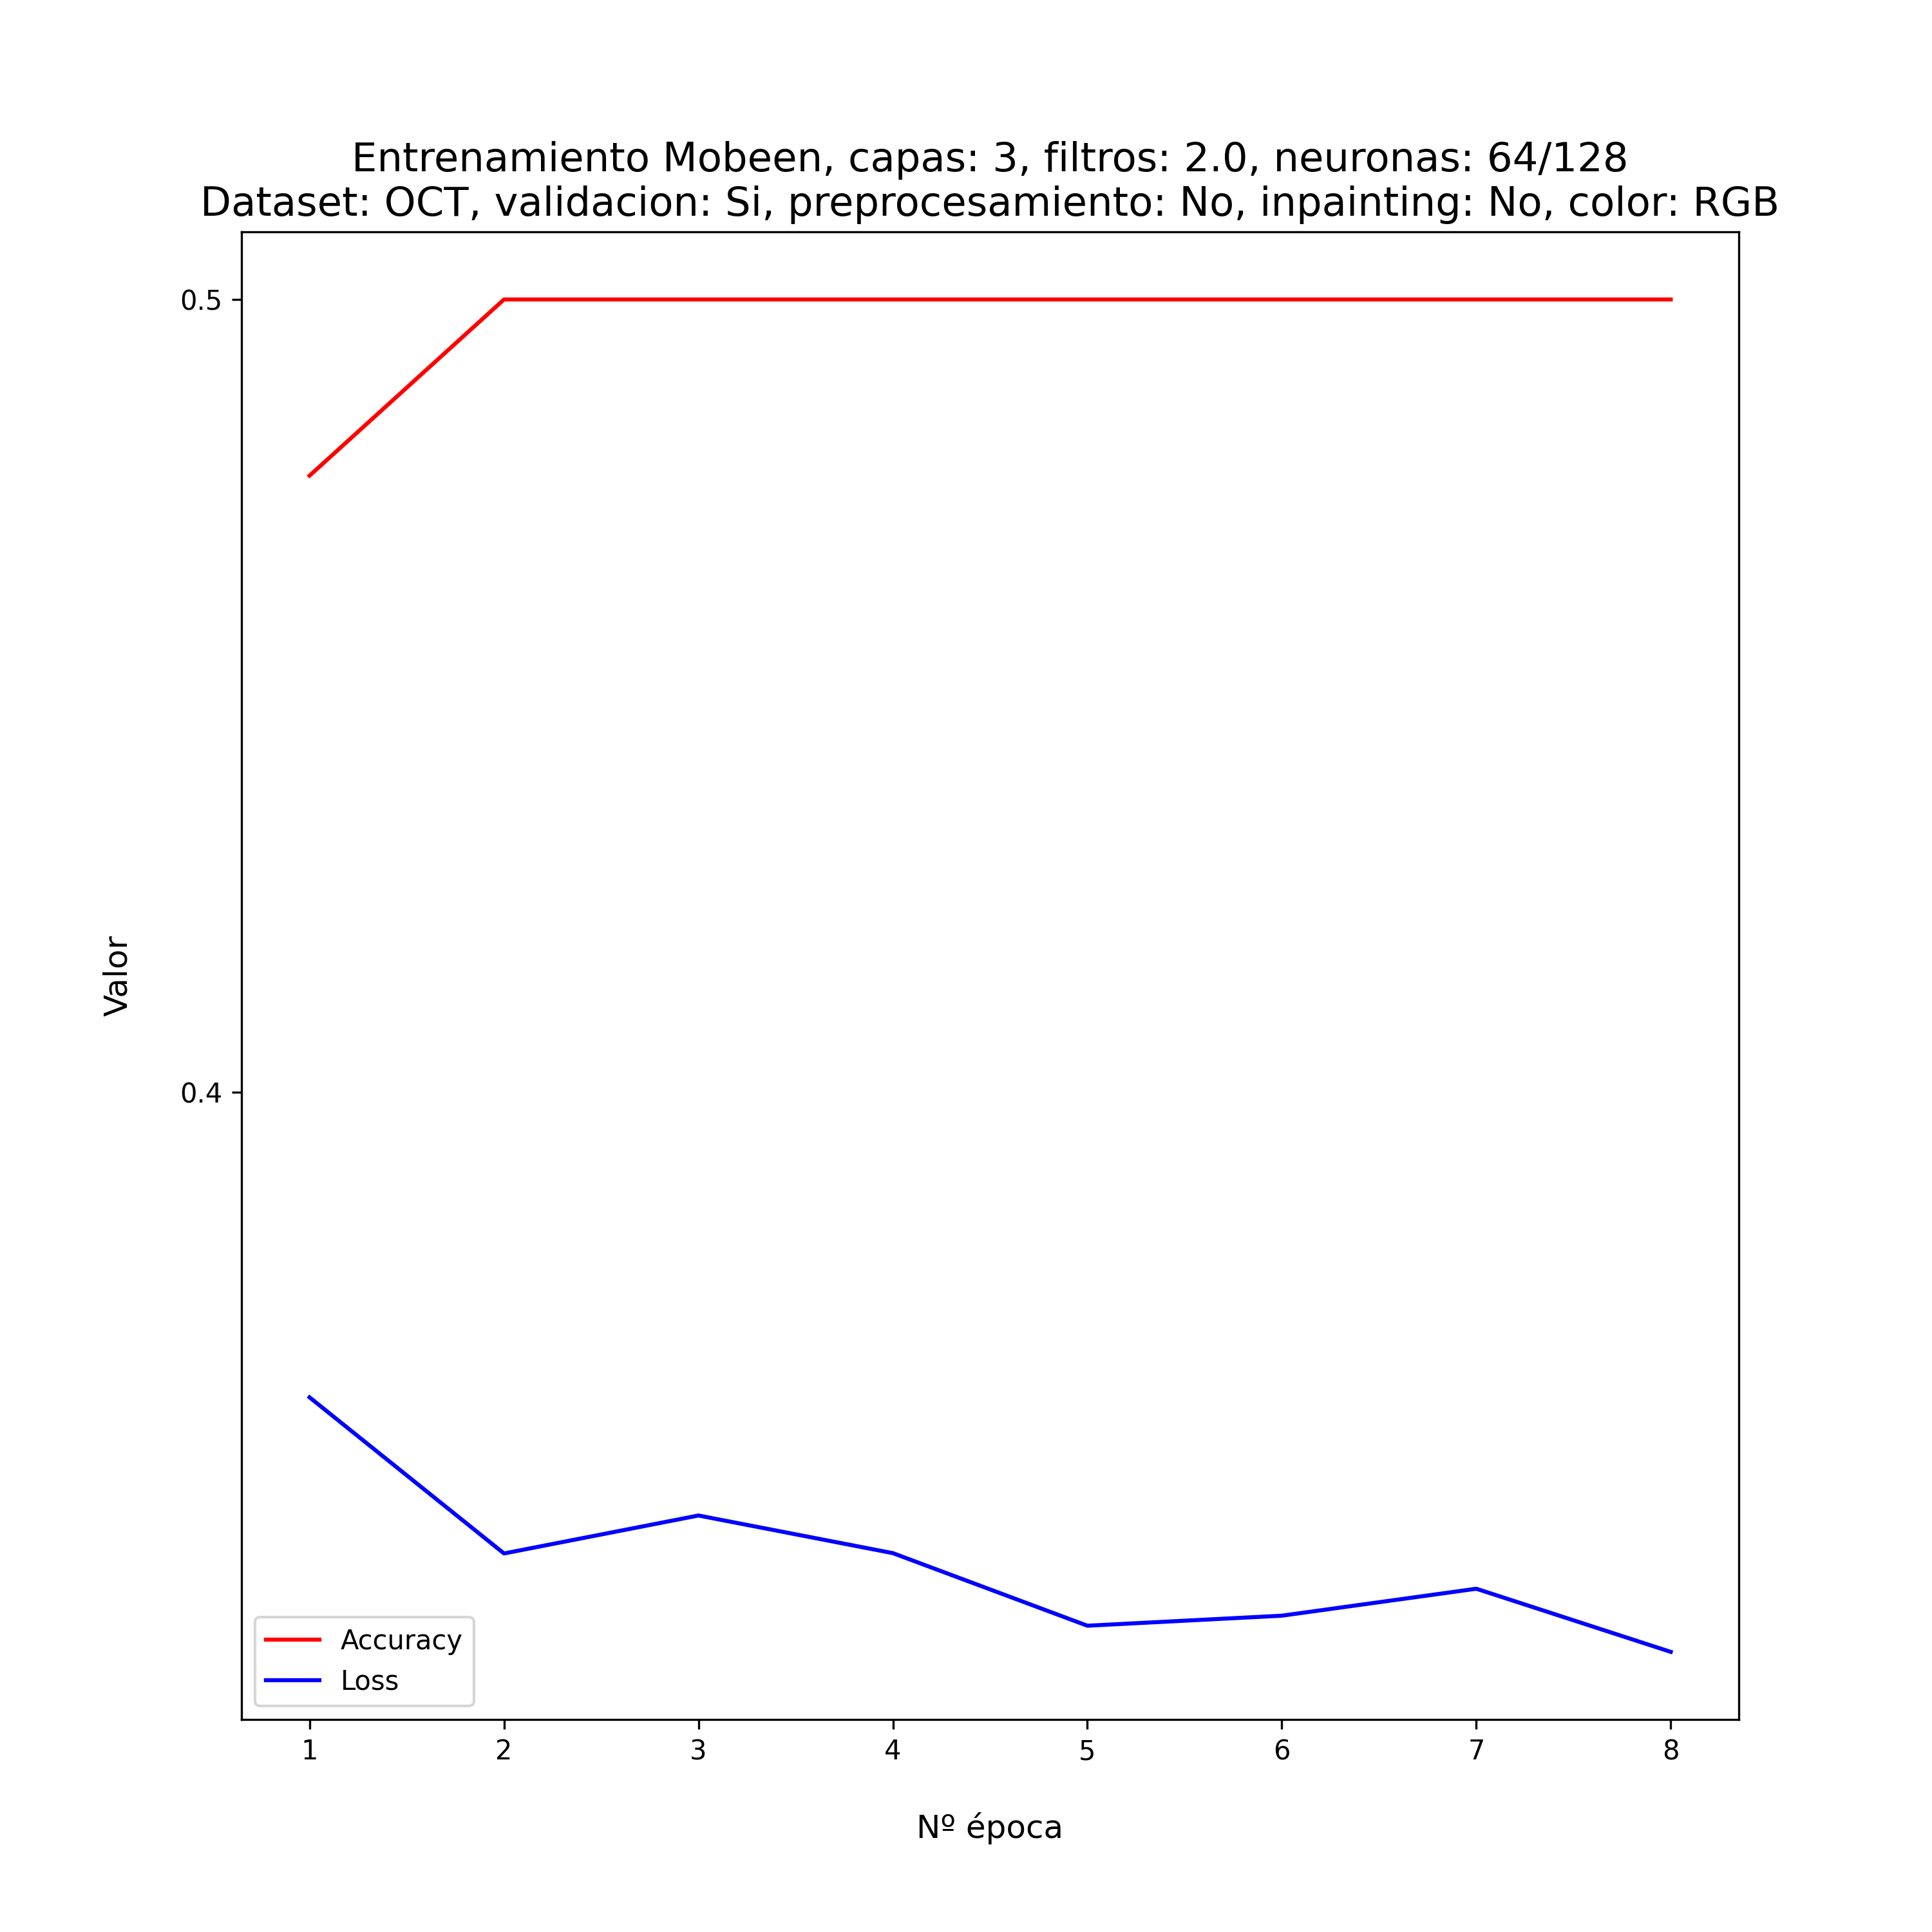 Entrenamiento Mobeen, capas: 3, filtros: 2.0, neuronas: 64/128
Dataset: OCT, validacion: Si, preprocesamiento: No, inpainting: No, color: RGB
0.5
Valor
0.4
Accuracy
Loss
1 2 3 4 5 6 7 8
Nº época